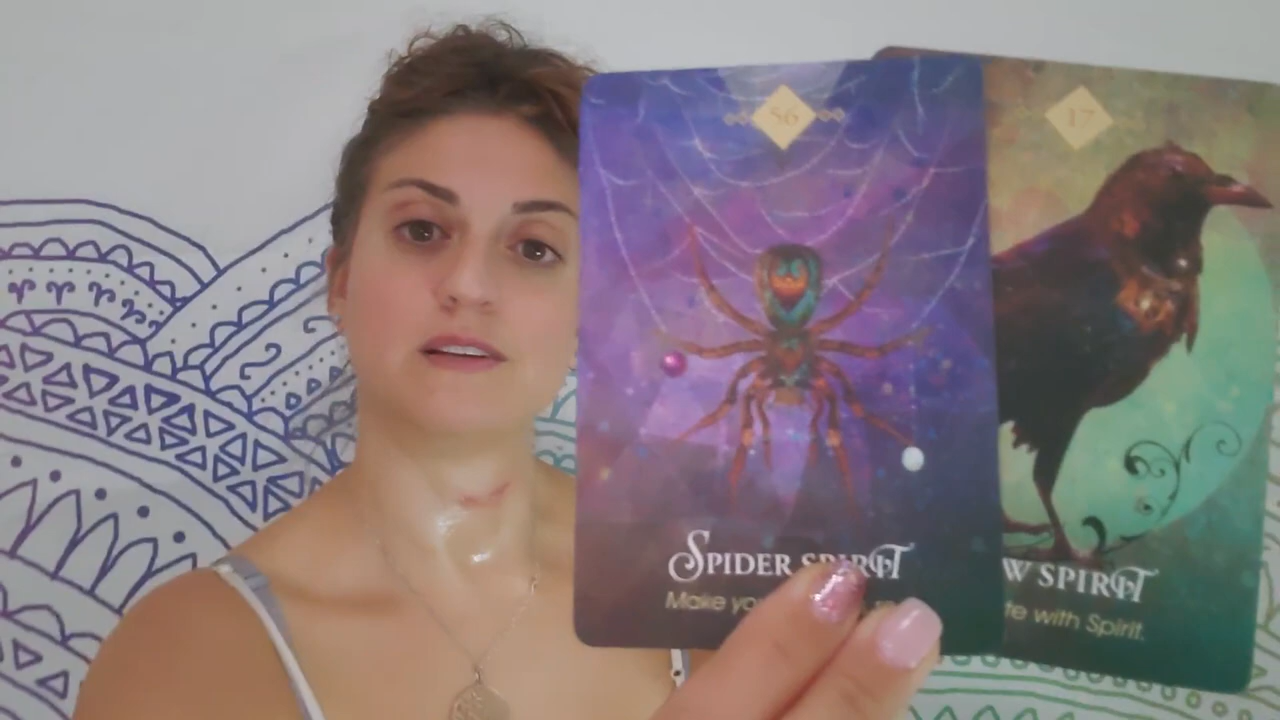 56
SPIDER SPIRIT
Make yo
17
W SPIRIT
te with Spirit.